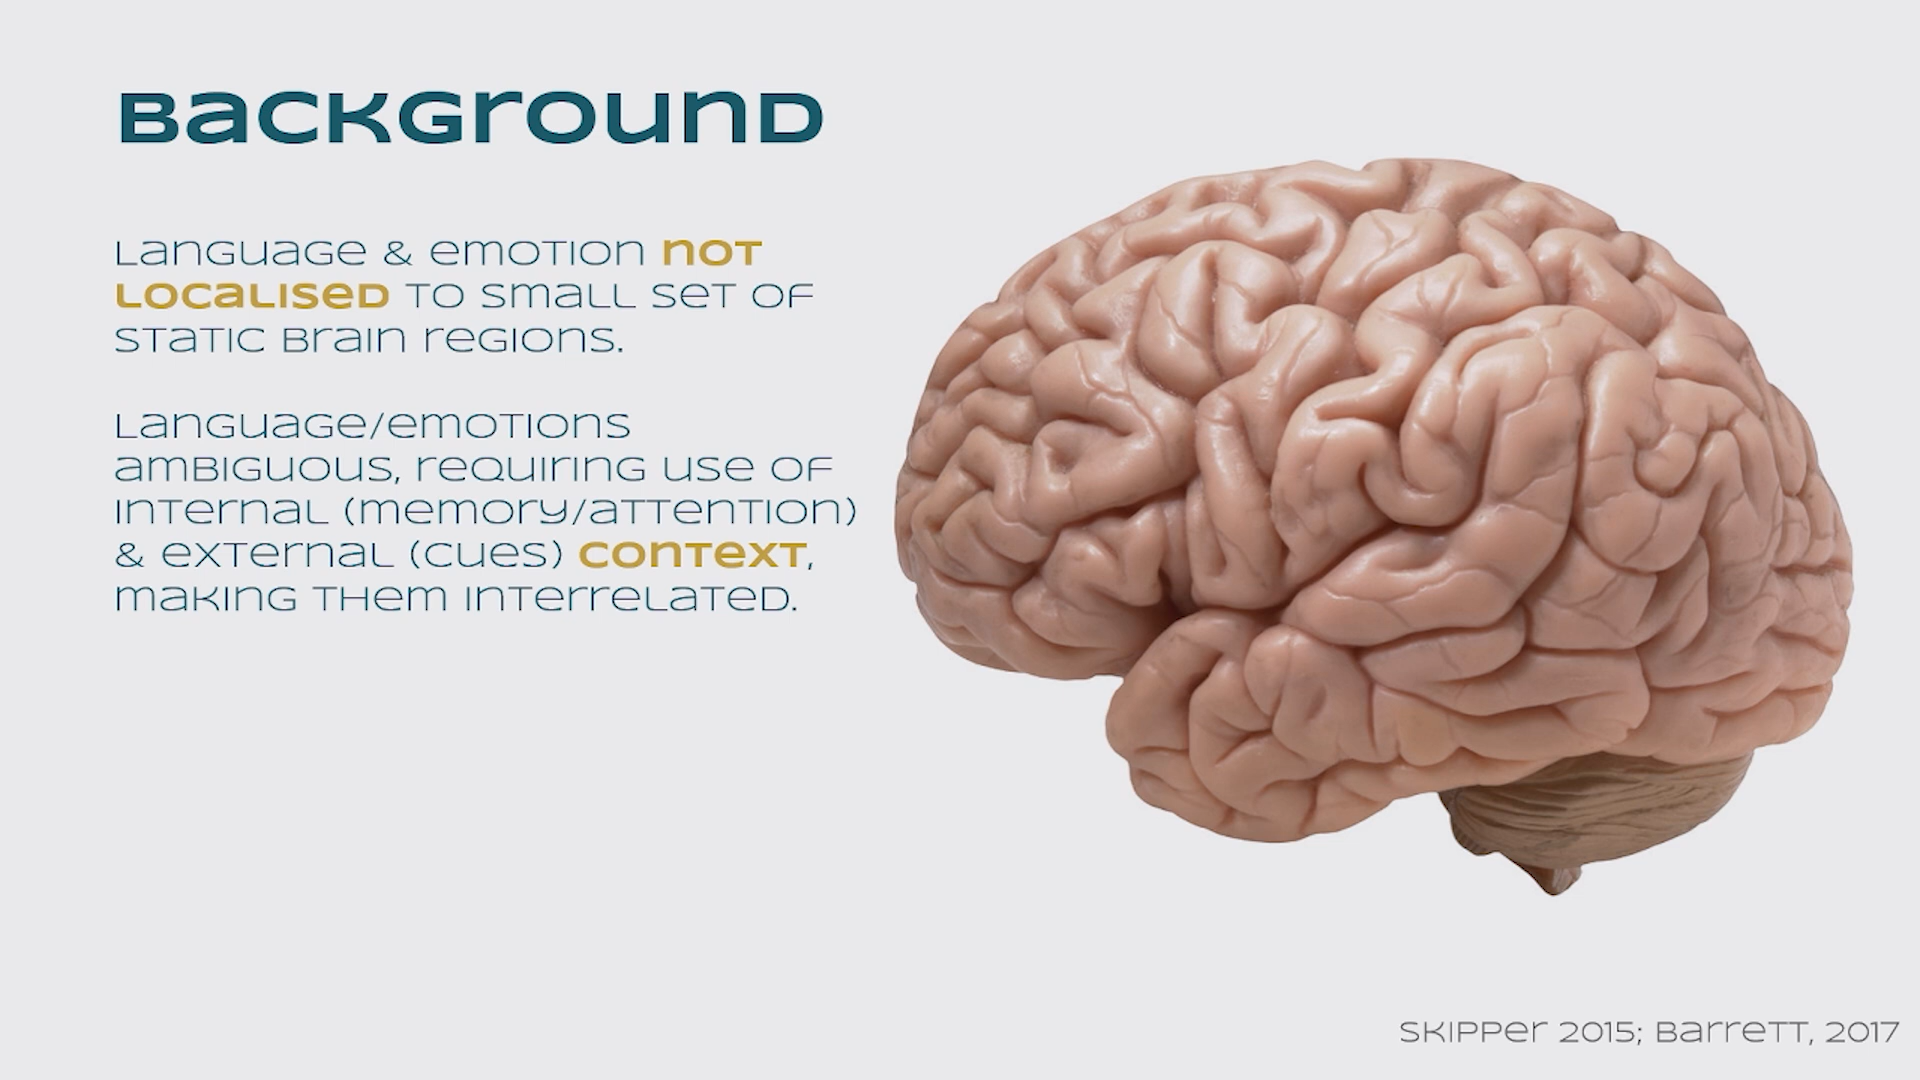 Background
Language & emotion not
localised to small set of
static brain regions.
Language/emotions
ambiguous, requiring use of
internal (memory/attention)
& external (cues) context,
making them interrelated.
Skipper 2015; Barrett, 2017